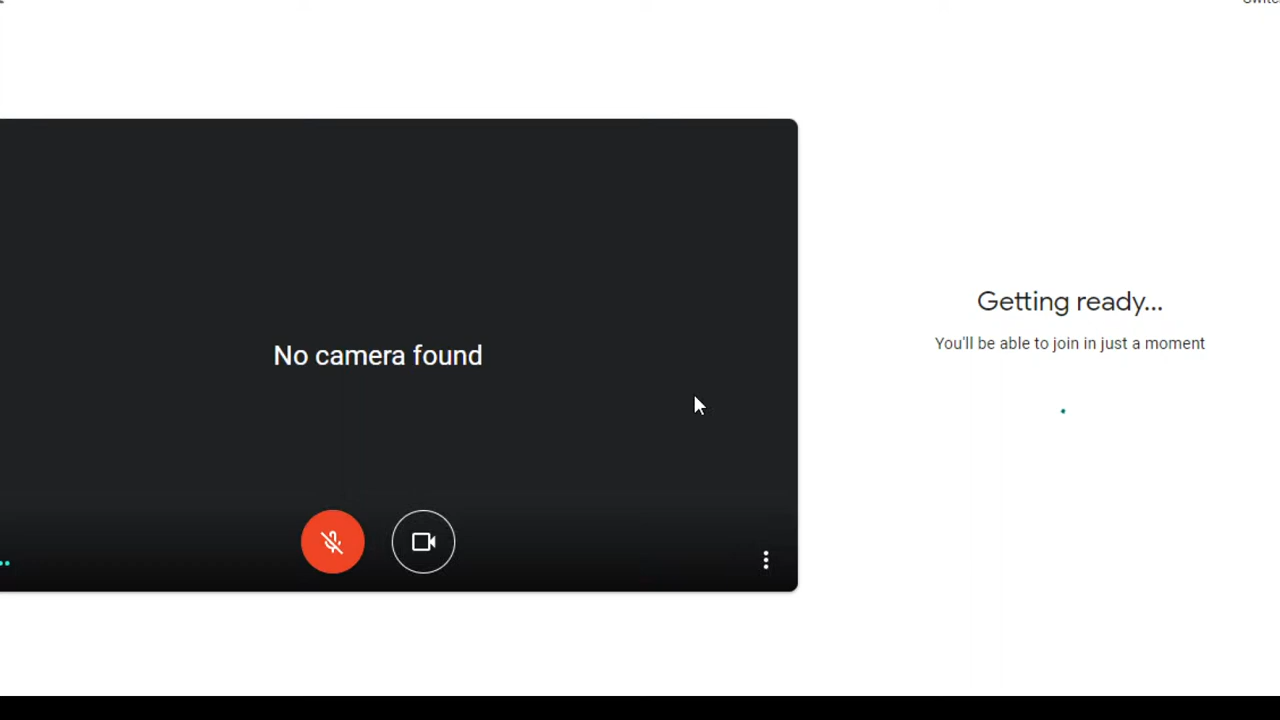 No camera found
Getting ready...
You'll be able to join in just a moment